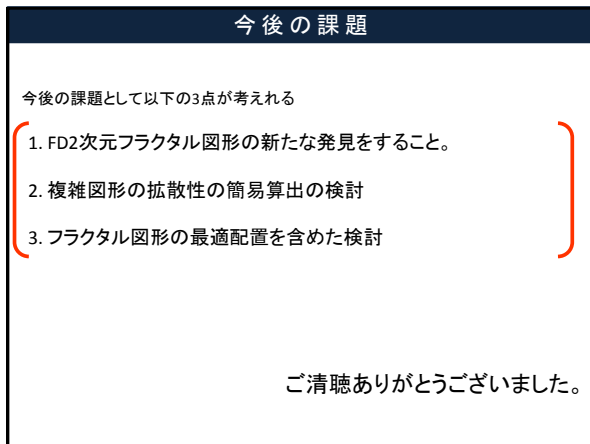 今後の課題
今後の課題として以下の3点が考えれる
1. FD2次元フラクタル図形の新たな発見をすること。
2. 複雑図形の拡散性の簡易算出の検討
3. フラクタル図形の最適配置を含めた検討
ご清聴ありがとうございました。